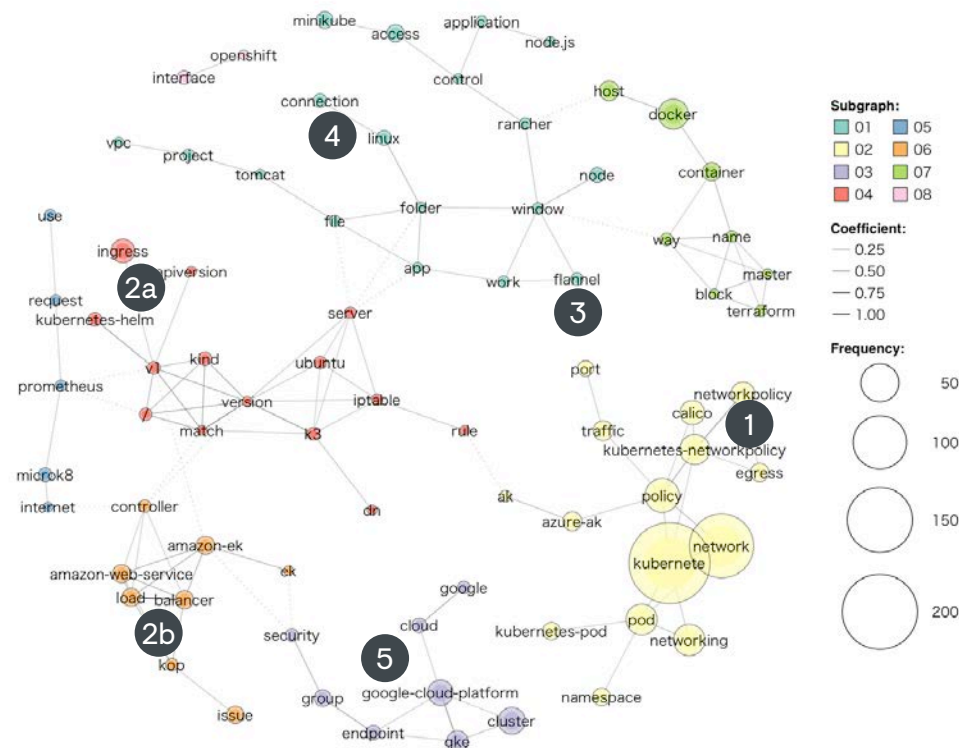 minikube
application
access
node.js
openshift
interface
control
connection
host
docker
4
linux
rancher
vpc
project
tomcat
node
container
use
file
folder
window
ingress
way
name
apiversion
app
work
flannel
master
2a
block
request
kubernetes-helm
server
3
terraform
v1
kind
ubuntu
port
prometheus
version
iptable
networkpolicy
/
match
k3
rule
traffic
calico
1
kubernetes-networkpolicy
egress
microk8
internet
controller
dn
ak
azure-ak
policy
amazon-ek
network
kubernete
amazon-web-service
ek
load
balancer
google
2b
security
cloud
kubernetes-pod
pod
networking
kop
5
group
google-cloud-platform
namespace
issue
endpoint
gke
cluster
Subgraph:
01 05
02 06
03 07
04 08
Coefficient:
0.25
0.50
0.75
1.00
Frequency:
50
100
150
200